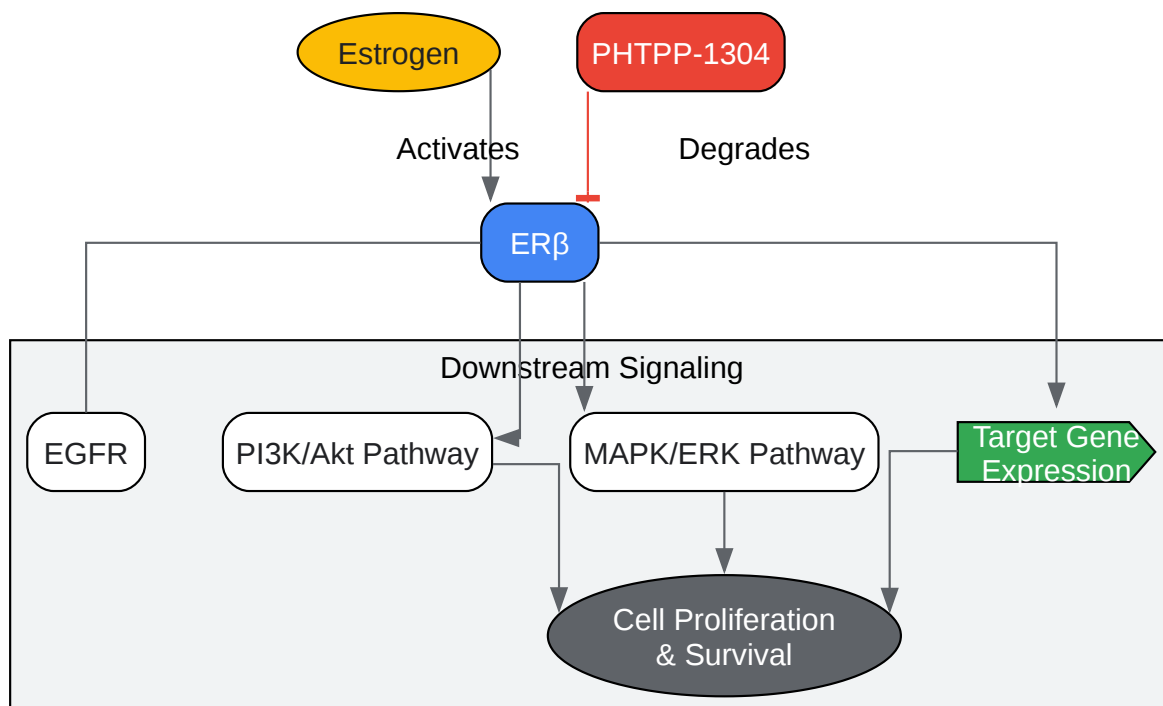 Estrogen
PHTPP-1304
Activates
Degrades
ERβ
Downstream Signaling
EGFR
PI3K/Akt Pathway
MAPK/ERK Pathway
Target Gene
Expression
Cell Proliferation
& Survival